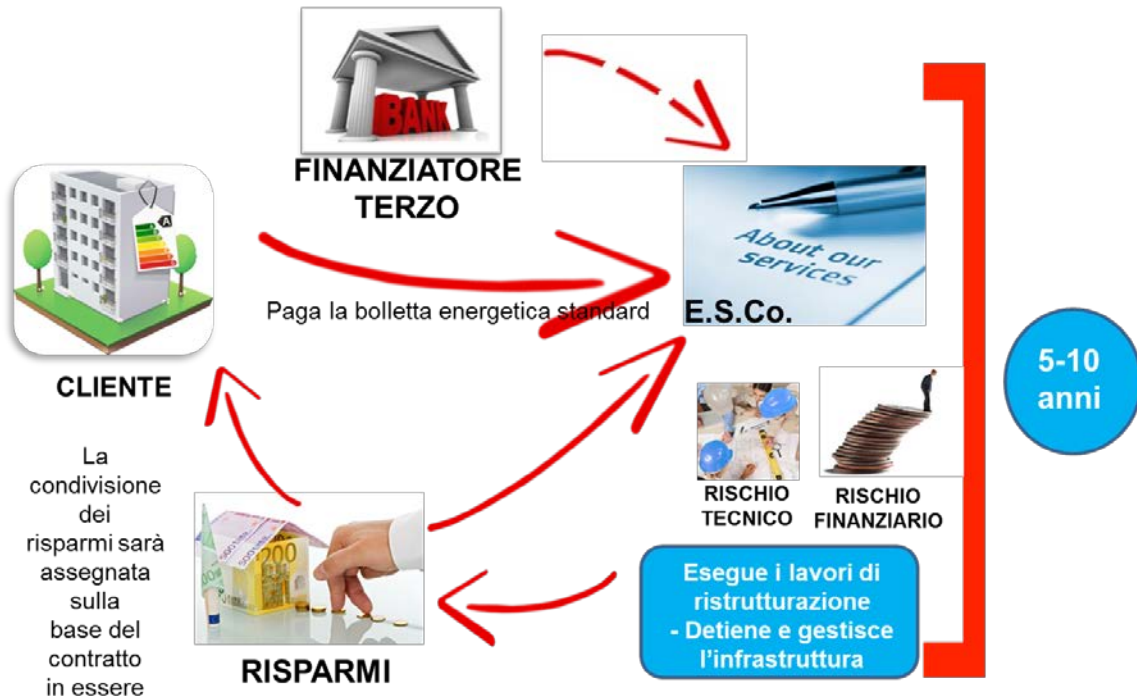 BANK
FINANZIATORE
TERZO
A
About our
services
Paga la bolletta energetica standard
E.S.Co.
CLIENTE
5-10
anni
La
condivisione
dei
risparmi sarà
assegnata
sulla
base del
contratto
in essere
RISCHIO
TECNICO
RISCHIO
FINANZIARIO
500
200
RISPARMI
Esegue i lavori di
ristrutturazione
- Detiene e gestisce
l'infrastruttura